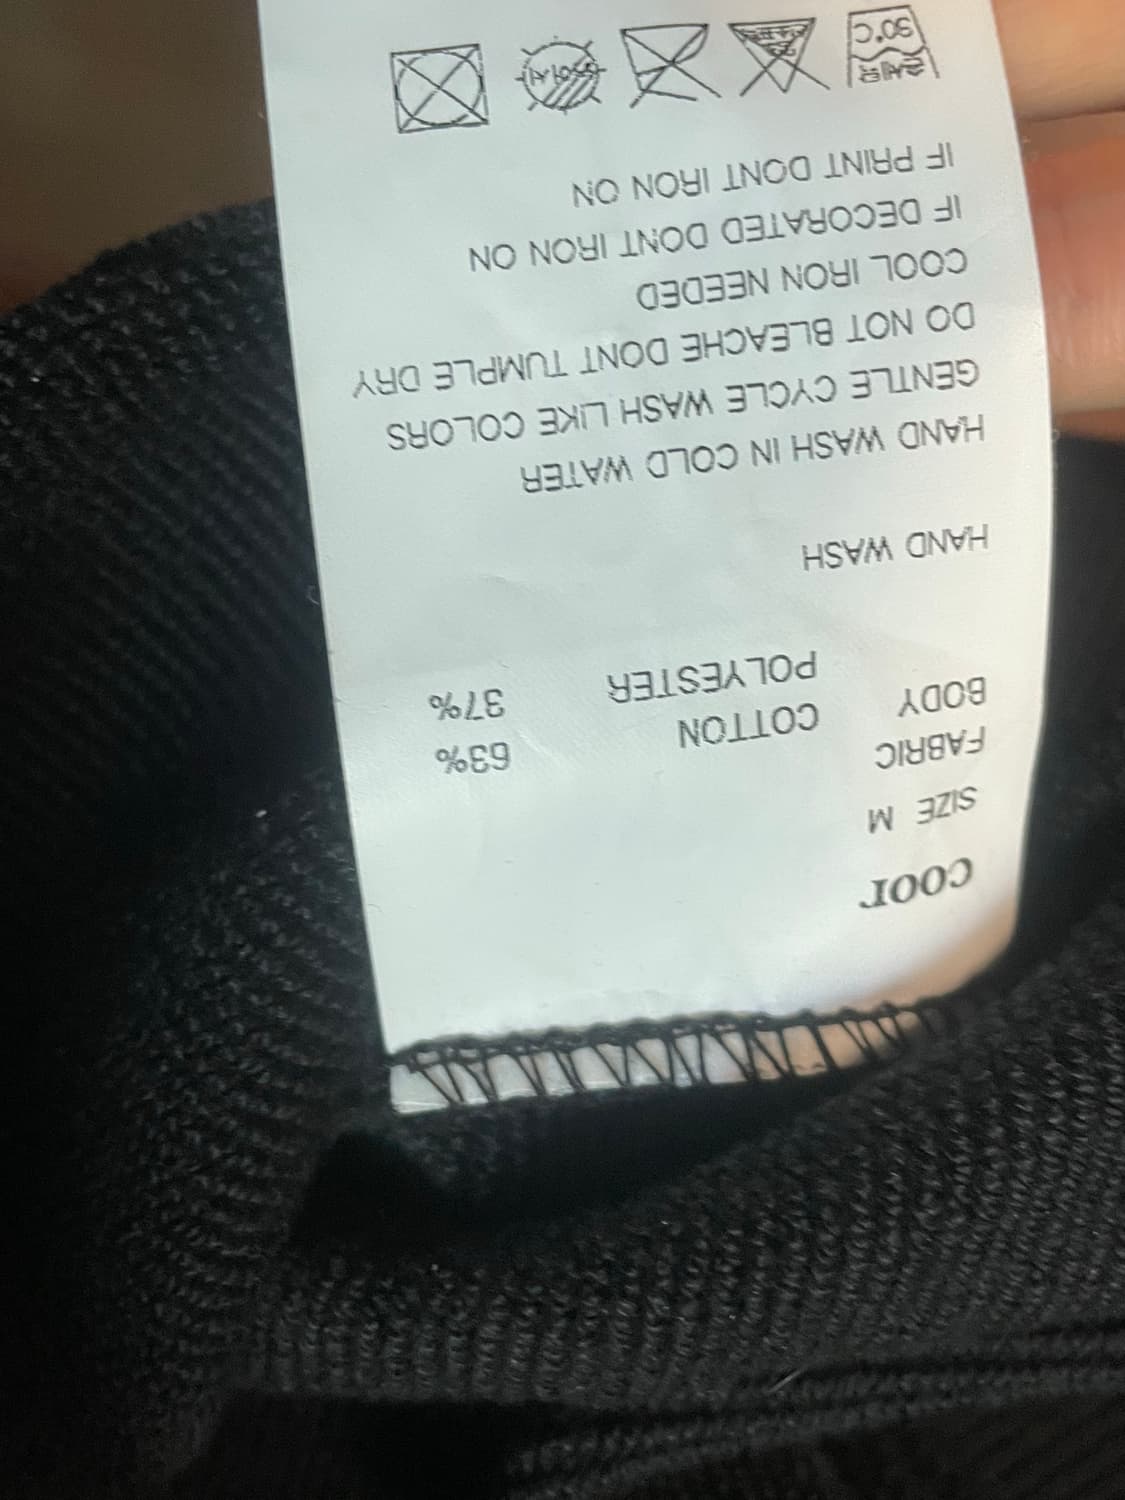 COOL
SIZE M
FABRIC
BODY COTTON 63%
POLYESTER 37%
HAND WASH
HAND WASH IN COLD WATER
GENTLE CYCLE WASH LIKE COLORS
DO NOT BLEACHE DONT TUMPLE DRY
COOL IRON NEEDED
IF DECORATED DONT IRON ON
IF PRINT DONT IRON ON
30°C